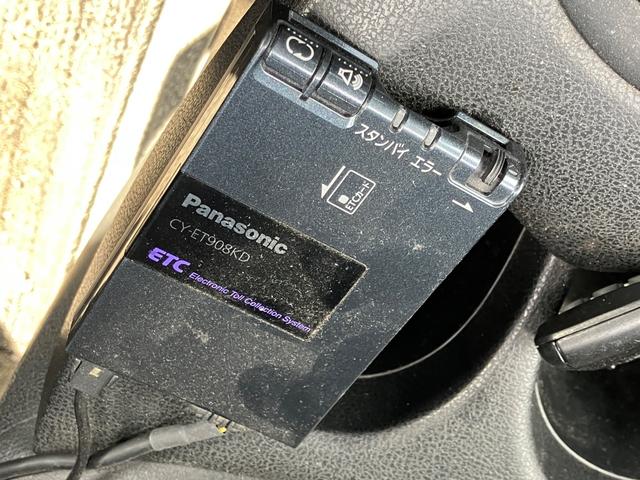 スタンバイ エラー
ETCカード
Panasonic
CY-ET908KD
ETC Electronic Toll Collection System